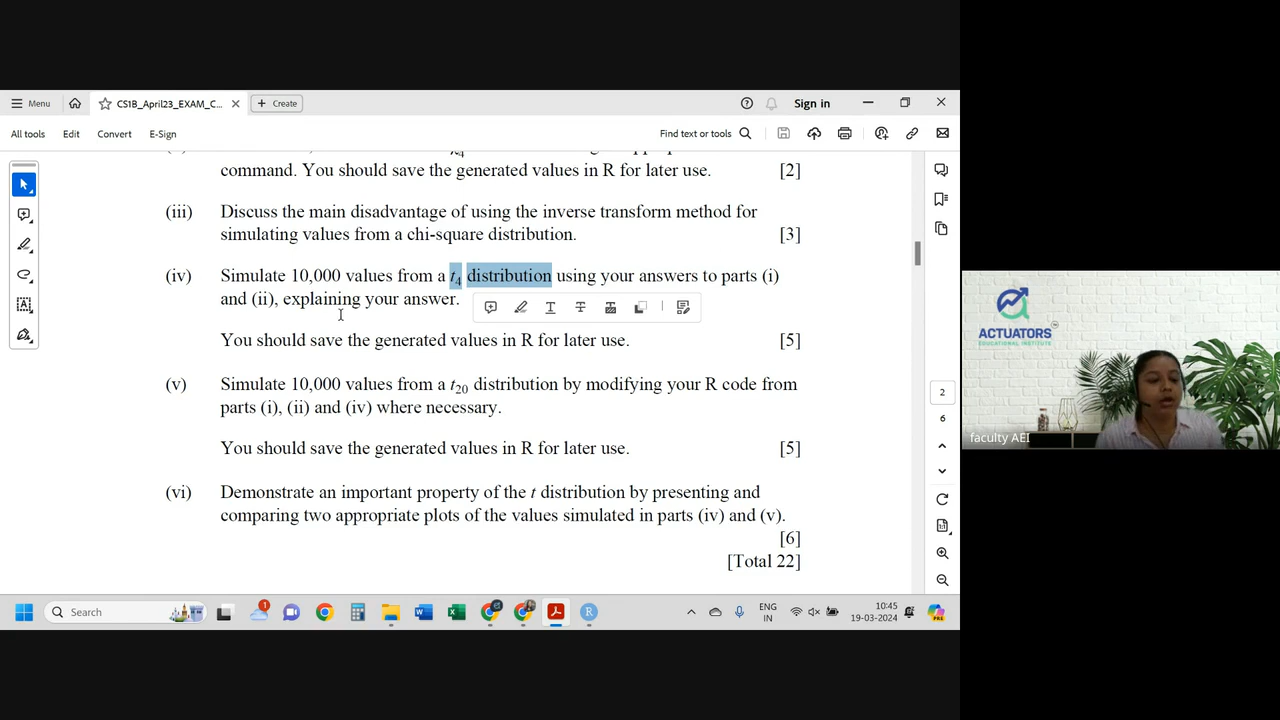 Menu
CS1B_April23_EXAM_C...
Create
Sign in
All tools
Edit
Convert
E-Sign
Find text or tools
command. You should save the generated values in R for later use. [2]
(iii) Discuss the main disadvantage of using the inverse transform method for
simulating values from a chi-square distribution. [3]
(iv) Simulate 10,000 values from a t4 distribution using your answers to parts (i)
and (ii), explaining your answer.
You should save the generated values in R for later use. [5]
(v) Simulate 10,000 values from a t20 distribution by modifying your R code from
parts (i), (ii) and (iv) where necessary.
You should save the generated values in R for later use. [5]
(vi) Demonstrate an important property of the t distribution by presenting and
comparing two appropriate plots of the values simulated in parts (iv) and (v).
[6]
[Total 22]
2
6
ACTUATORS
EDUCATIONAL INSTITUTE
faculty AEI
Search
1
ENG
IN
10:45
19-03-2024